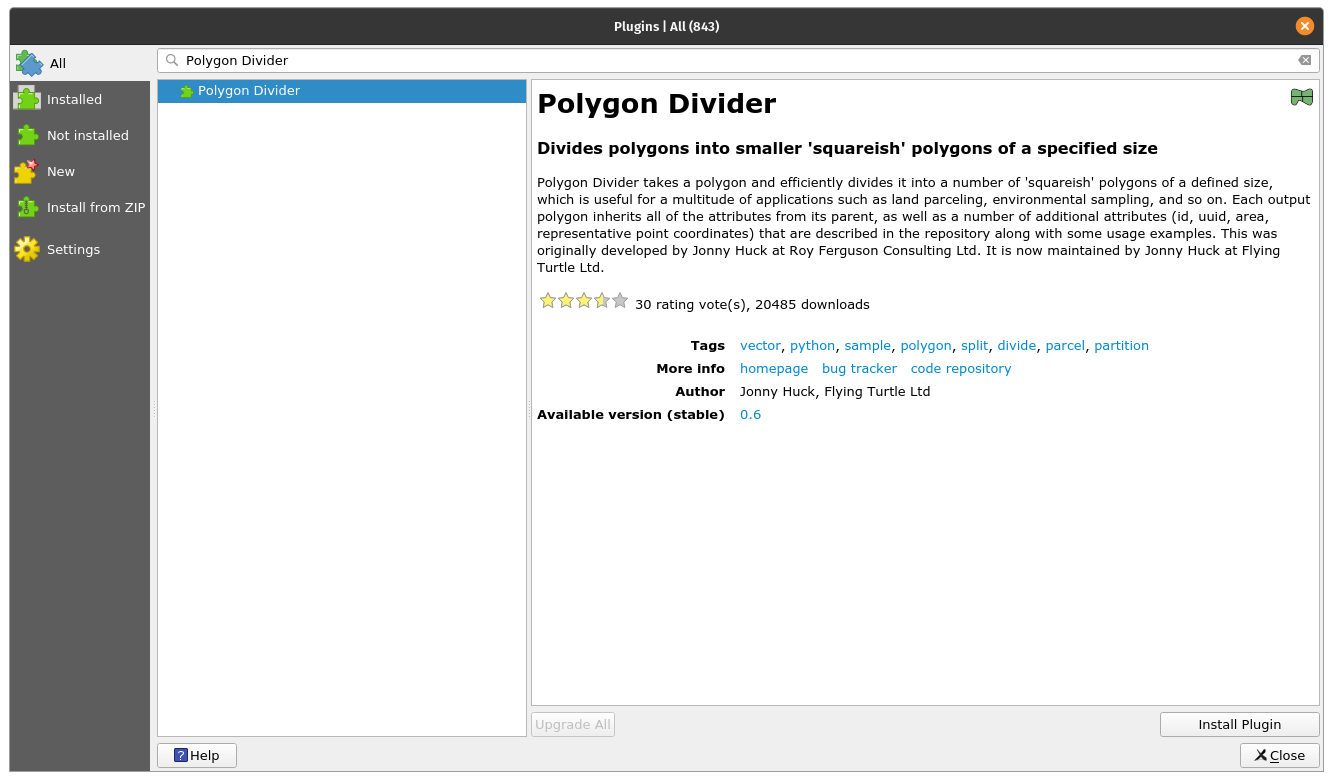 Plugins | All (843)
All
Installed
Not installed
New
Install from ZIP
Settings
Polygon Divider
Polygon Divider
Polygon Divider
Divides polygons into smaller 'squareish' polygons of a specified size
Polygon Divider takes a polygon and efficiently divides it into a number of 'squareish' polygons of a defined size,
which is useful for a multitude of applications such as land parceling, environmental sampling, and so on. Each output
polygon inherits all of the attributes from its parent, as well as a number of additional attributes (id, uuid, area,
representative point coordinates) that are described in the repository along with some usage examples. This was
originally developed by Jonny Huck at Roy Ferguson Consulting Ltd. It is now maintained by Jonny Huck at Flying
Turtle Ltd.
30 rating vote(s), 20485 downloads
Tags vector, python, sample, polygon, split, divide, parcel, partition
More info homepage bug tracker code repository
Author Jonny Huck, Flying Turtle Ltd
Available version (stable) 0.6
Upgrade All
Install Plugin
? Help
Close